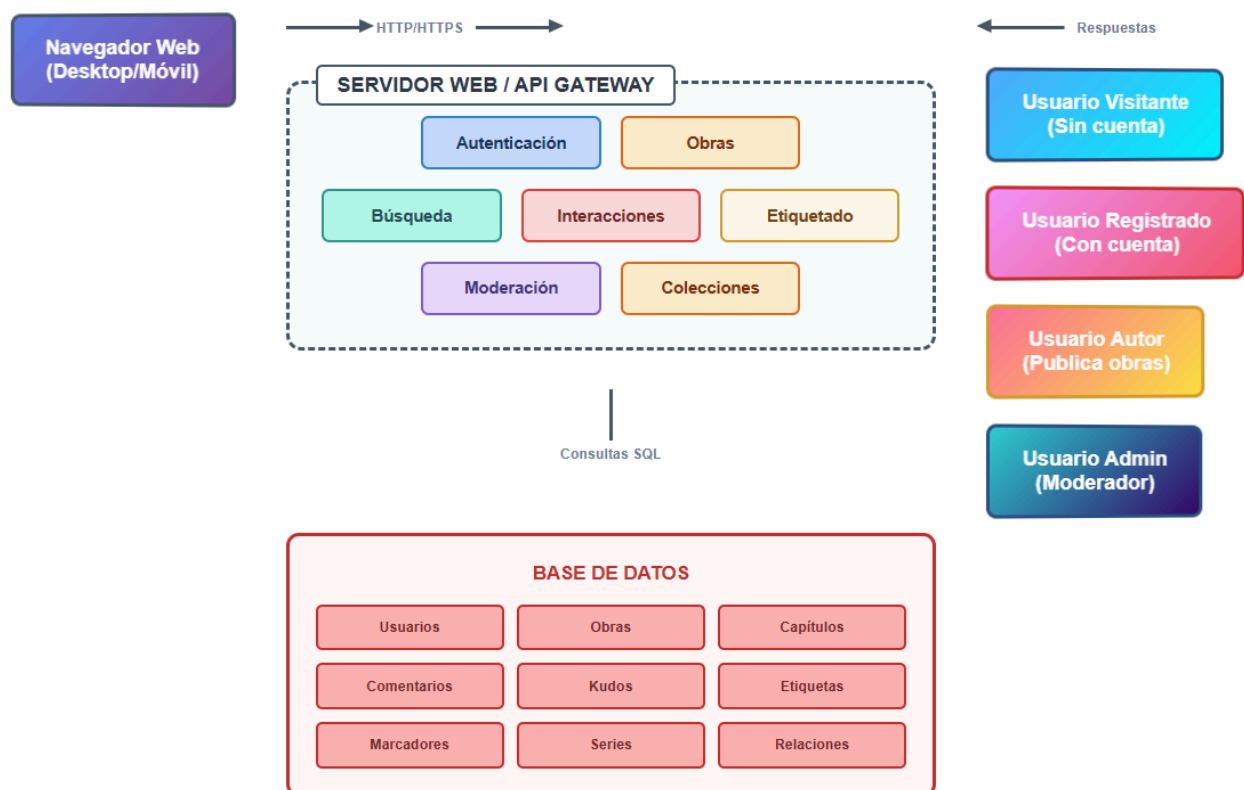 Navegador Web
(Desktop/Móvil)
HTTP/HTTPS
Respuestas
SERVIDOR WEB / API GATEWAY
Autenticación
Obras
Búsqueda
Interacciones
Etiquetado
Moderación
Colecciones
Usuario Visitante
(Sin cuenta)
Usuario Registrado
(Con cuenta)
Usuario Autor
(Publica obras)
Usuario Admin
(Moderador)
Consultas SQL
BASE DE DATOS
Usuarios
Obras
Capítulos
Comentarios
Kudos
Etiquetas
Marcadores
Series
Relaciones